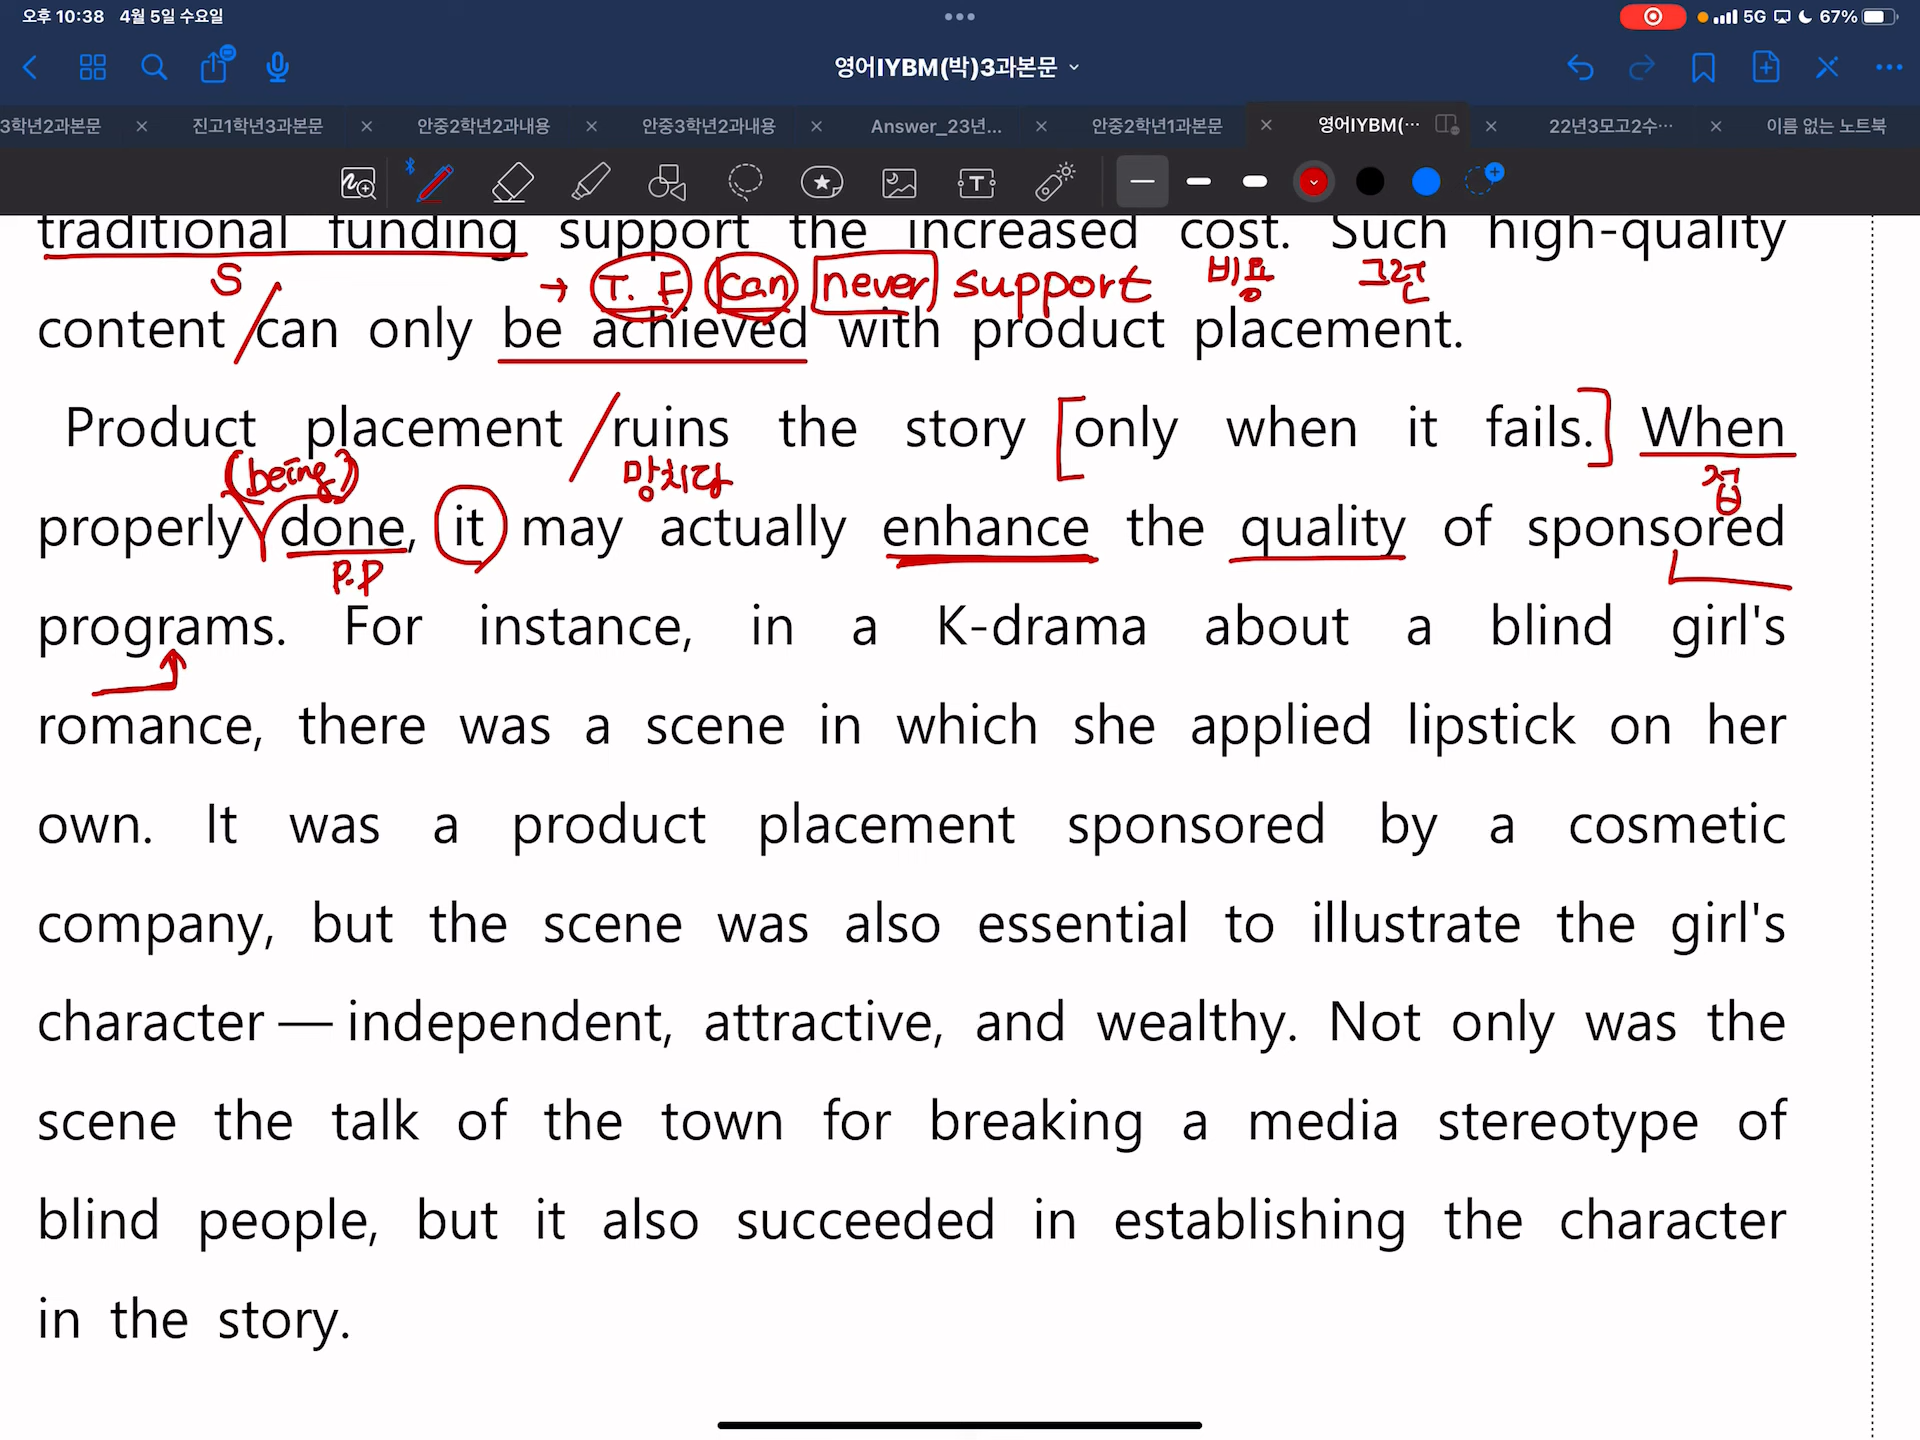 오후 10:38 4월 5일 수요일 5G 67%
영어IYBM(박)3과본문
3학년2과본문 진고1학년3과본문 안중2학년2과내용 안중3학년2과내용 Answer_23년... 안중2학년1과본문 영어IYBM(... 22년3모고2수... 이름 없는 노트북
traditional funding support the increased cost. Such high-quality
S → T. F can never support 비용 그런
content / can only be achieved with product placement.
Product placement / ruins the story [only when it fails.] When
(being) 망치다 접
properly done, it may actually enhance the quality of sponsored
P.P
programs. For instance, in a K-drama about a blind girl's
romance, there was a scene in which she applied lipstick on her
own. It was a product placement sponsored by a cosmetic
company, but the scene was also essential to illustrate the girl's
character — independent, attractive, and wealthy. Not only was the
scene the talk of the town for breaking a media stereotype of
blind people, but it also succeeded in establishing the character
in the story.